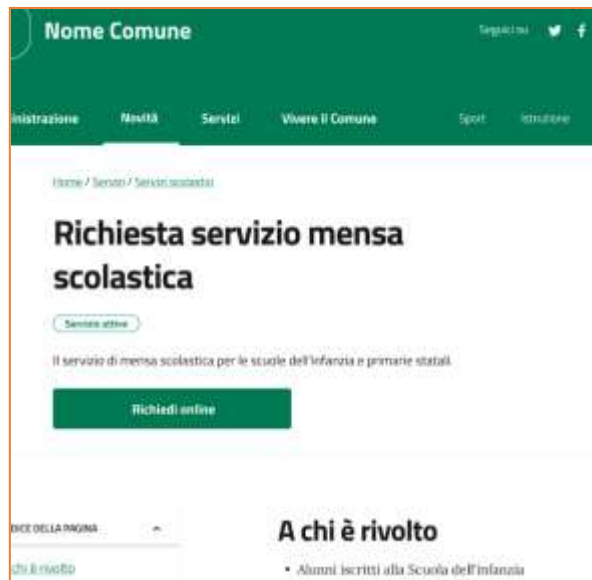 Nome Comune
Seguici su
ministrazione Novità Servizi Vivere il Comune Sport Istruzione
Home / Servizi / Servizi scolastici
Richiesta servizio mensa
scolastica
Servizio attivo
Il servizio di mensa scolastica per le scuole dell'infanzia e primarie statali.
Richiedi online
DICE DELLA PAGINA
chi è rivolto
A chi è rivolto
• Alunni iscritti alla Scuola dell'infanzia